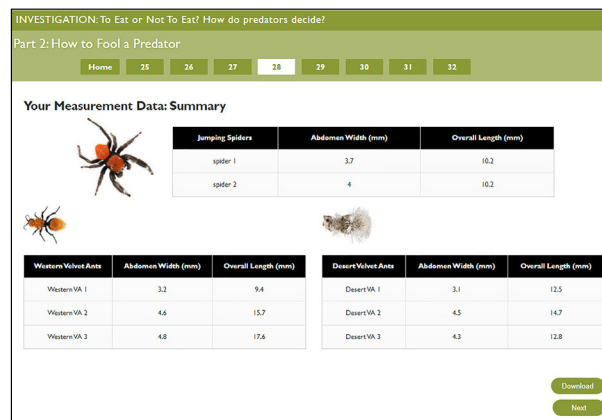 INVESTIGATION: To Eat or Not To Eat? How do predators decide?
Part 2: How to Fool a Predator
Home 25 26 27 28 29 30 31 32
Your Measurement Data: Summary
Jumping Spiders Abdomen Width (mm) Overall Length (mm)
spider 1 3.7 10.2
spider 2 4 10.2
Western Velvet Ants Abdomen Width (mm) Overall Length (mm)
Western VA 1 3.2 9.4
Western VA 2 4.6 15.7
Western VA 3 4.8 17.6
Desert Velvet Ants Abdomen Width (mm) Overall Length (mm)
Desert VA 1 3.1 12.5
Desert VA 2 4.5 14.7
Desert VA 3 4.3 12.8
Download
Next